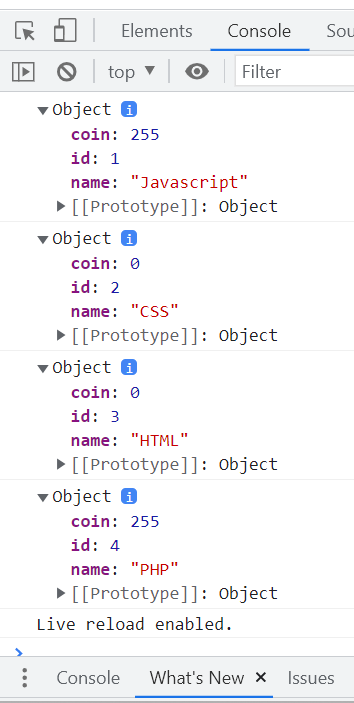 Elements Console Sou
top Filter
Object i
coin: 255
id: 1
name: "Javascript"
[[Prototype]]: Object
Object i
coin: 0
id: 2
name: "CSS"
[[Prototype]]: Object
Object i
coin: 0
id: 3
name: "HTML"
[[Prototype]]: Object
Object i
coin: 255
id: 4
name: "PHP"
[[Prototype]]: Object
Live reload enabled.
Console What's New Issues